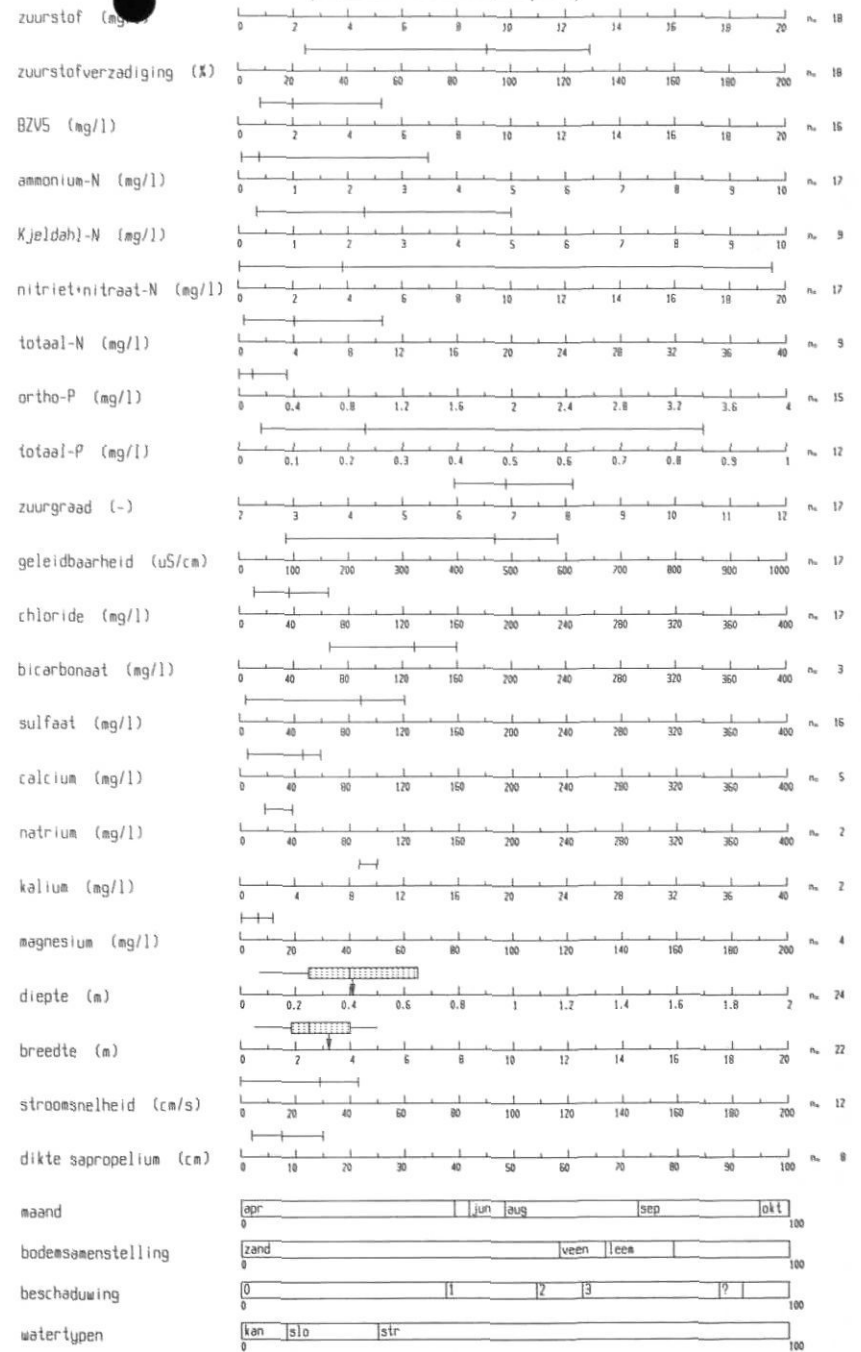 zuurstof (mg/l) 0 2 4 6 8 10 12 14 16 18 20 n= 18
zuurstofverzadiging (%) 0 20 40 60 80 100 120 140 160 180 200 n= 18
BZV5 (mg/l) 0 2 4 6 8 10 12 14 16 18 20 n= 16
ammonium-N (mg/l) 0 1 2 3 4 5 6 7 8 9 10 n= 17
Kjeldahl-N (mg/l) 0 1 2 3 4 5 6 7 8 9 10 n= 9
nitriet+nitraat-N (mg/l) 0 2 4 6 8 10 12 14 16 18 20 n= 17
totaal-N (mg/l) 0 4 8 12 16 20 24 28 32 36 40 n= 9
ortho-P (mg/l) 0 0.4 0.8 1.2 1.6 2 2.4 2.8 3.2 3.6 4 n= 15
totaal-P (mg/l) 0 0.1 0.2 0.3 0.4 0.5 0.6 0.7 0.8 0.9 1 n= 12
zuurgraad (-) 2 3 4 5 6 7 8 9 10 11 12 n= 17
geleidbaarheid (uS/cm) 0 100 200 300 400 500 600 700 800 900 1000 n= 17
chloride (mg/l) 0 40 80 120 160 200 240 280 320 360 400 n= 17
bicarbonaat (mg/l) 0 40 80 120 160 200 240 280 320 360 400 n= 3
sulfaat (mg/l) 0 40 80 120 160 200 240 280 320 360 400 n= 16
calcium (mg/l) 0 40 80 120 160 200 240 280 320 360 400 n= 5
natrium (mg/l) 0 40 80 120 160 200 240 280 320 360 400 n= 2
kalium (mg/l) 0 4 8 12 16 20 24 28 32 36 40 n= 2
magnesium (mg/l) 0 20 40 60 80 100 120 140 160 180 200 n= 4
diepte (m) 0 0.2 0.4 0.6 0.8 1 1.2 1.4 1.6 1.8 2 n= 24
breedte (m) 0 2 4 6 8 10 12 14 16 18 20 n= 22
stroomsnelheid (cm/s) 0 20 40 60 80 100 120 140 160 180 200 n= 12
dikte sapropelium (cm) 0 10 20 30 40 50 60 70 80 90 100 n= 8
maand apr jun aug sep okt
0 100
bodemsamenstelling zand veen leem
0 100
beschaduwing 0 1 2 3 ?
0 100
watertypen kan slo str
0 100